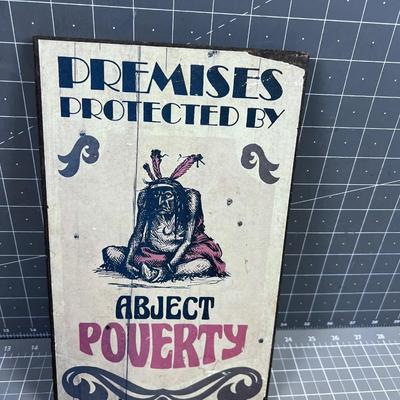 PREMISES
PROTECTED BY
ABJECT
POVERTY